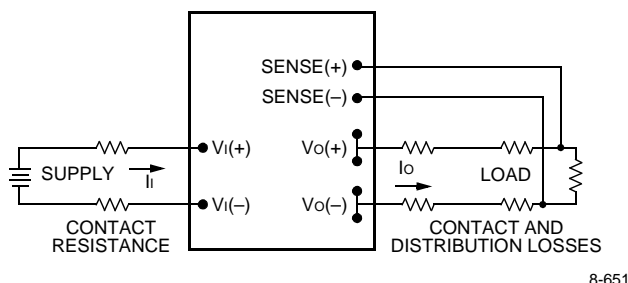 SENSE(+)
SENSE(–)
VI(+)
VO(+)
SUPPLY
II
IO
LOAD
VI(–)
VO(–)
CONTACT
RESISTANCE
CONTACT AND
DISTRIBUTION LOSSES
8-651